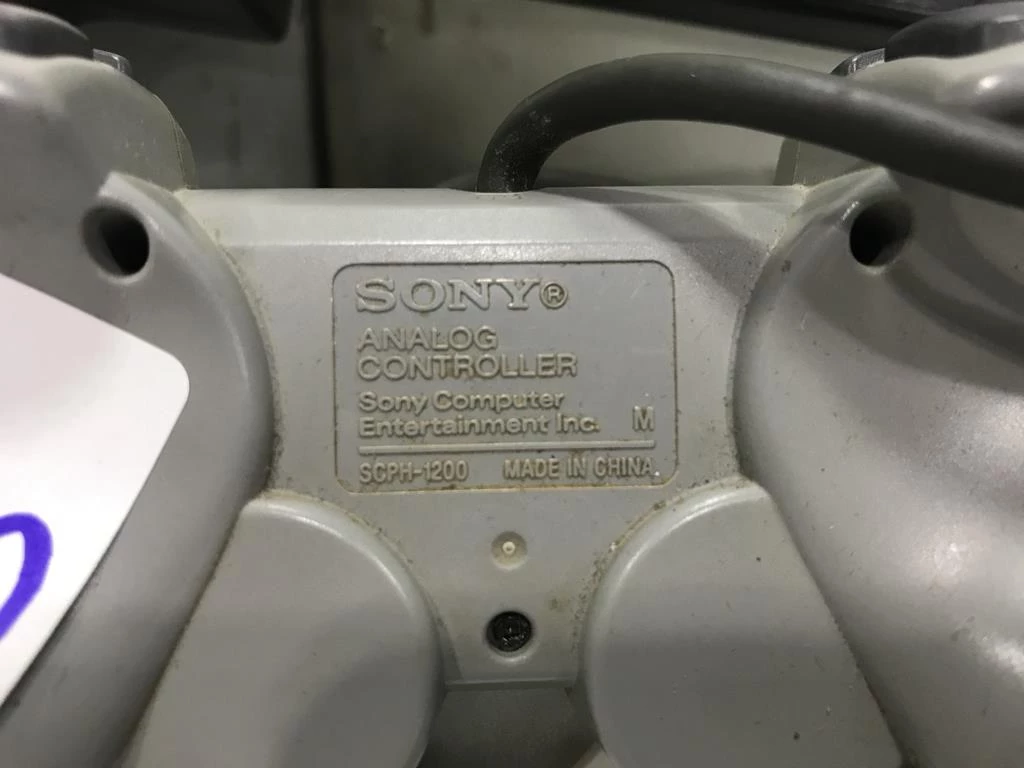 SONY®
ANALOG
CONTROLLER
Sony Computer
Entertainment Inc. M
SCPH-1200 MADE IN CHINA